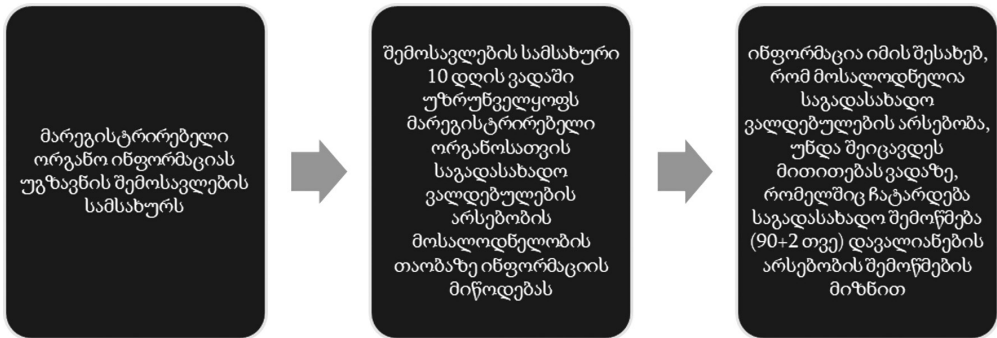 მარეგისტრირებელი
ორგანო ინფორმაციას
უგზავნის შემოსავლების
სამსახურს
შემოსავლების სამსახური
10 დღის ვადაში
უზრუნველყოფს
მარეგისტრირებელი
ორგანოსათვის
საგადასახადო
ვალდებულების
არსებობის
მოსალოდნელობის
თაობაზე ინფორმაციის
მიწოდებას
ინფორმაცია იმის შესახებ,
რომ მოსალოდნელია
საგადასახადო
ვალდებულების არსებობა,
უნდა შეიცავდეს
მითითებას ვადაზე,
რომელშიც ჩატარდება
საგადასახადო შემოწმება
(90+2 თვე) დავალიანების
არსებობის შემოწმების
მიზნით